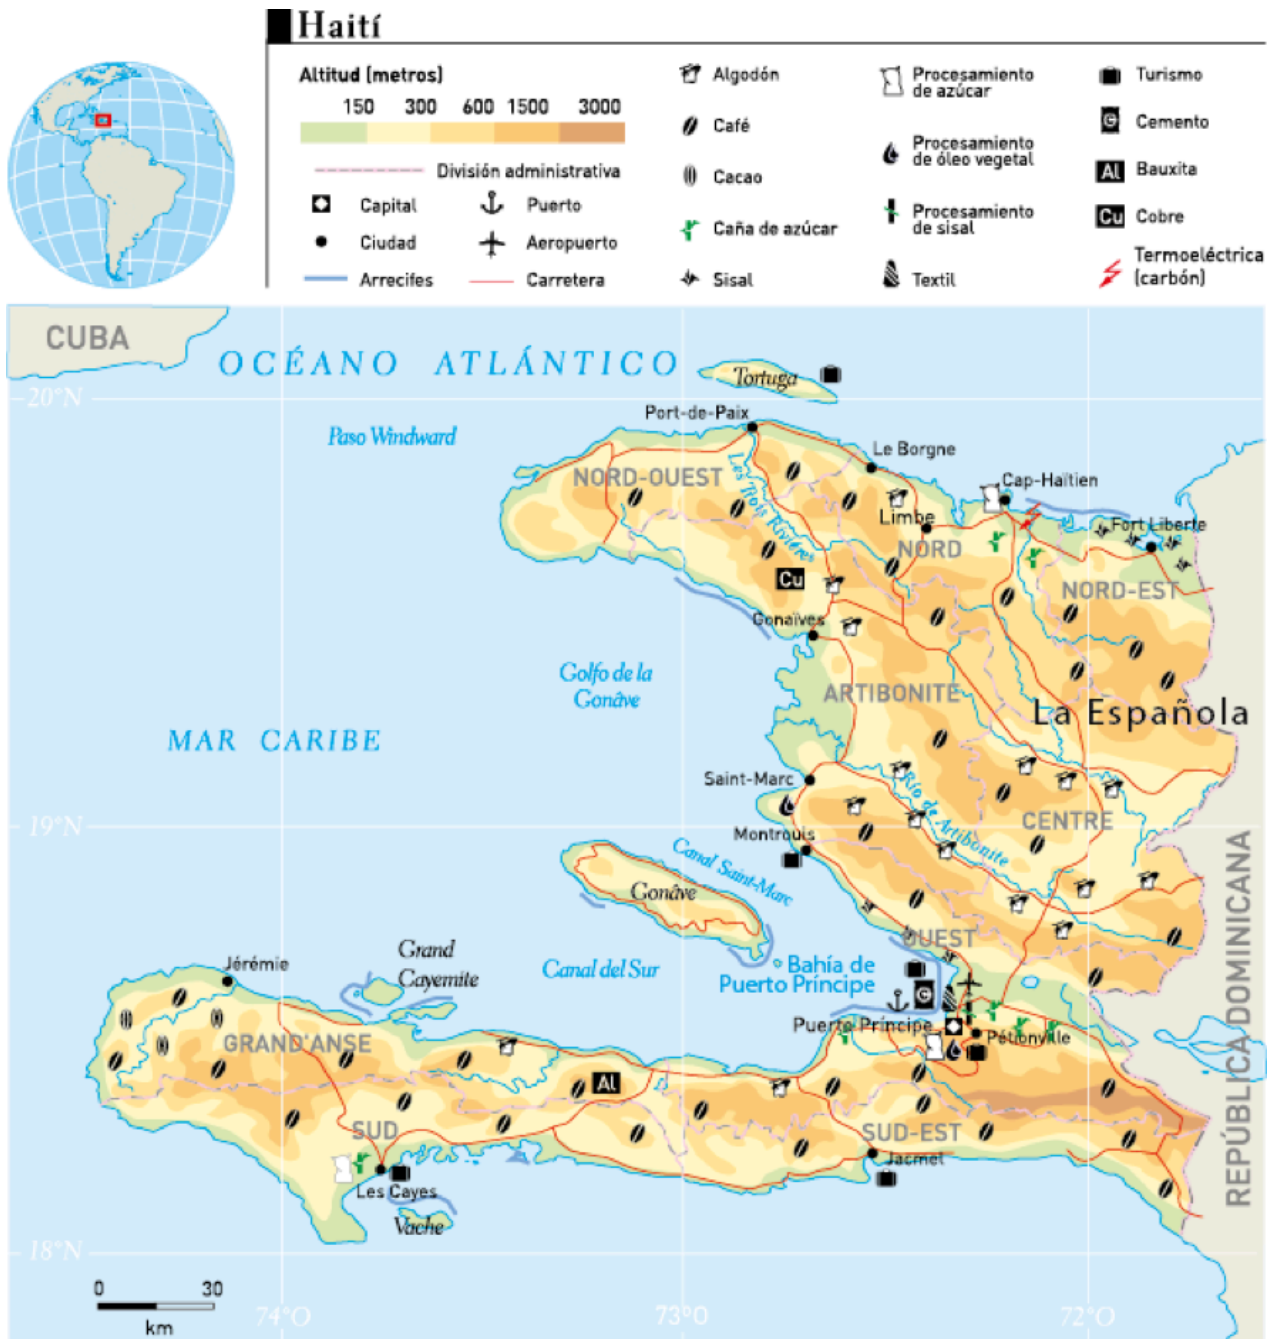 Haití
Altitud (metros)
150 300 600 1500 3000
División administrativa
Capital
Puerto
Ciudad
Aeropuerto
Arrecifes
Carretera
Algodón
Café
Cacao
Caña de azúcar
Sisal
Procesamiento
de azúcar
Procesamiento
de óleo vegetal
Procesamiento
de sisal
Textil
Turismo
C Cemento
Al Bauxita
Cu Cobre
Termoeléctrica
(carbón)
CUBA
OCÉANO ATLÁNTICO
Tortuga
20°N
Port-de-Paix
Paso Windward
Le Borgne
NORD-OUEST
Les Trois Rivières
Cap-Haïtien
Limbe
Fort Liberte
NORD
Cu
NORD-EST
Gonaïves
Golfo de la
Gonâve
ARTIBONITE
La Española
MAR CARIBE
Saint-Marc
Río de Artibonite
19°N
Montrouis
CENTRE
Canal Saint-Marc
Gonâve
REPÚBLICA DOMINICANA
OUEST
Grand
Cayemite
Jérémie
Canal del Sur
Bahía de
Puerto Príncipe
C
Puerto Príncipe
Pétionville
GRAND'ANSE
Al
SUD
SUD-EST
Jacmel
Les Cayes
Vache
18°N
0 30
km
74°O
73°O
72°O